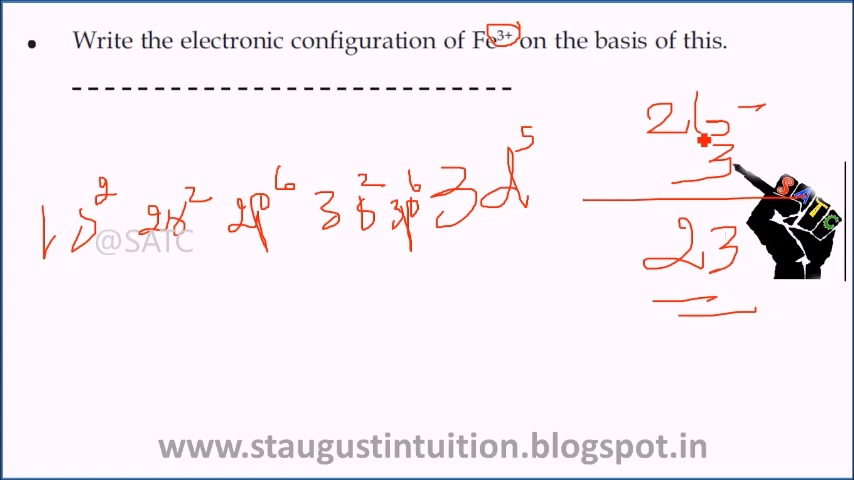 • Write the electronic configuration of Fe³⁺ on the basis of this.
26 -
3
1s² 2s² 2p⁶ 3s² 3p⁶ 3d⁵
SATC
@SATC
23
www.staugustintuition.blogspot.in